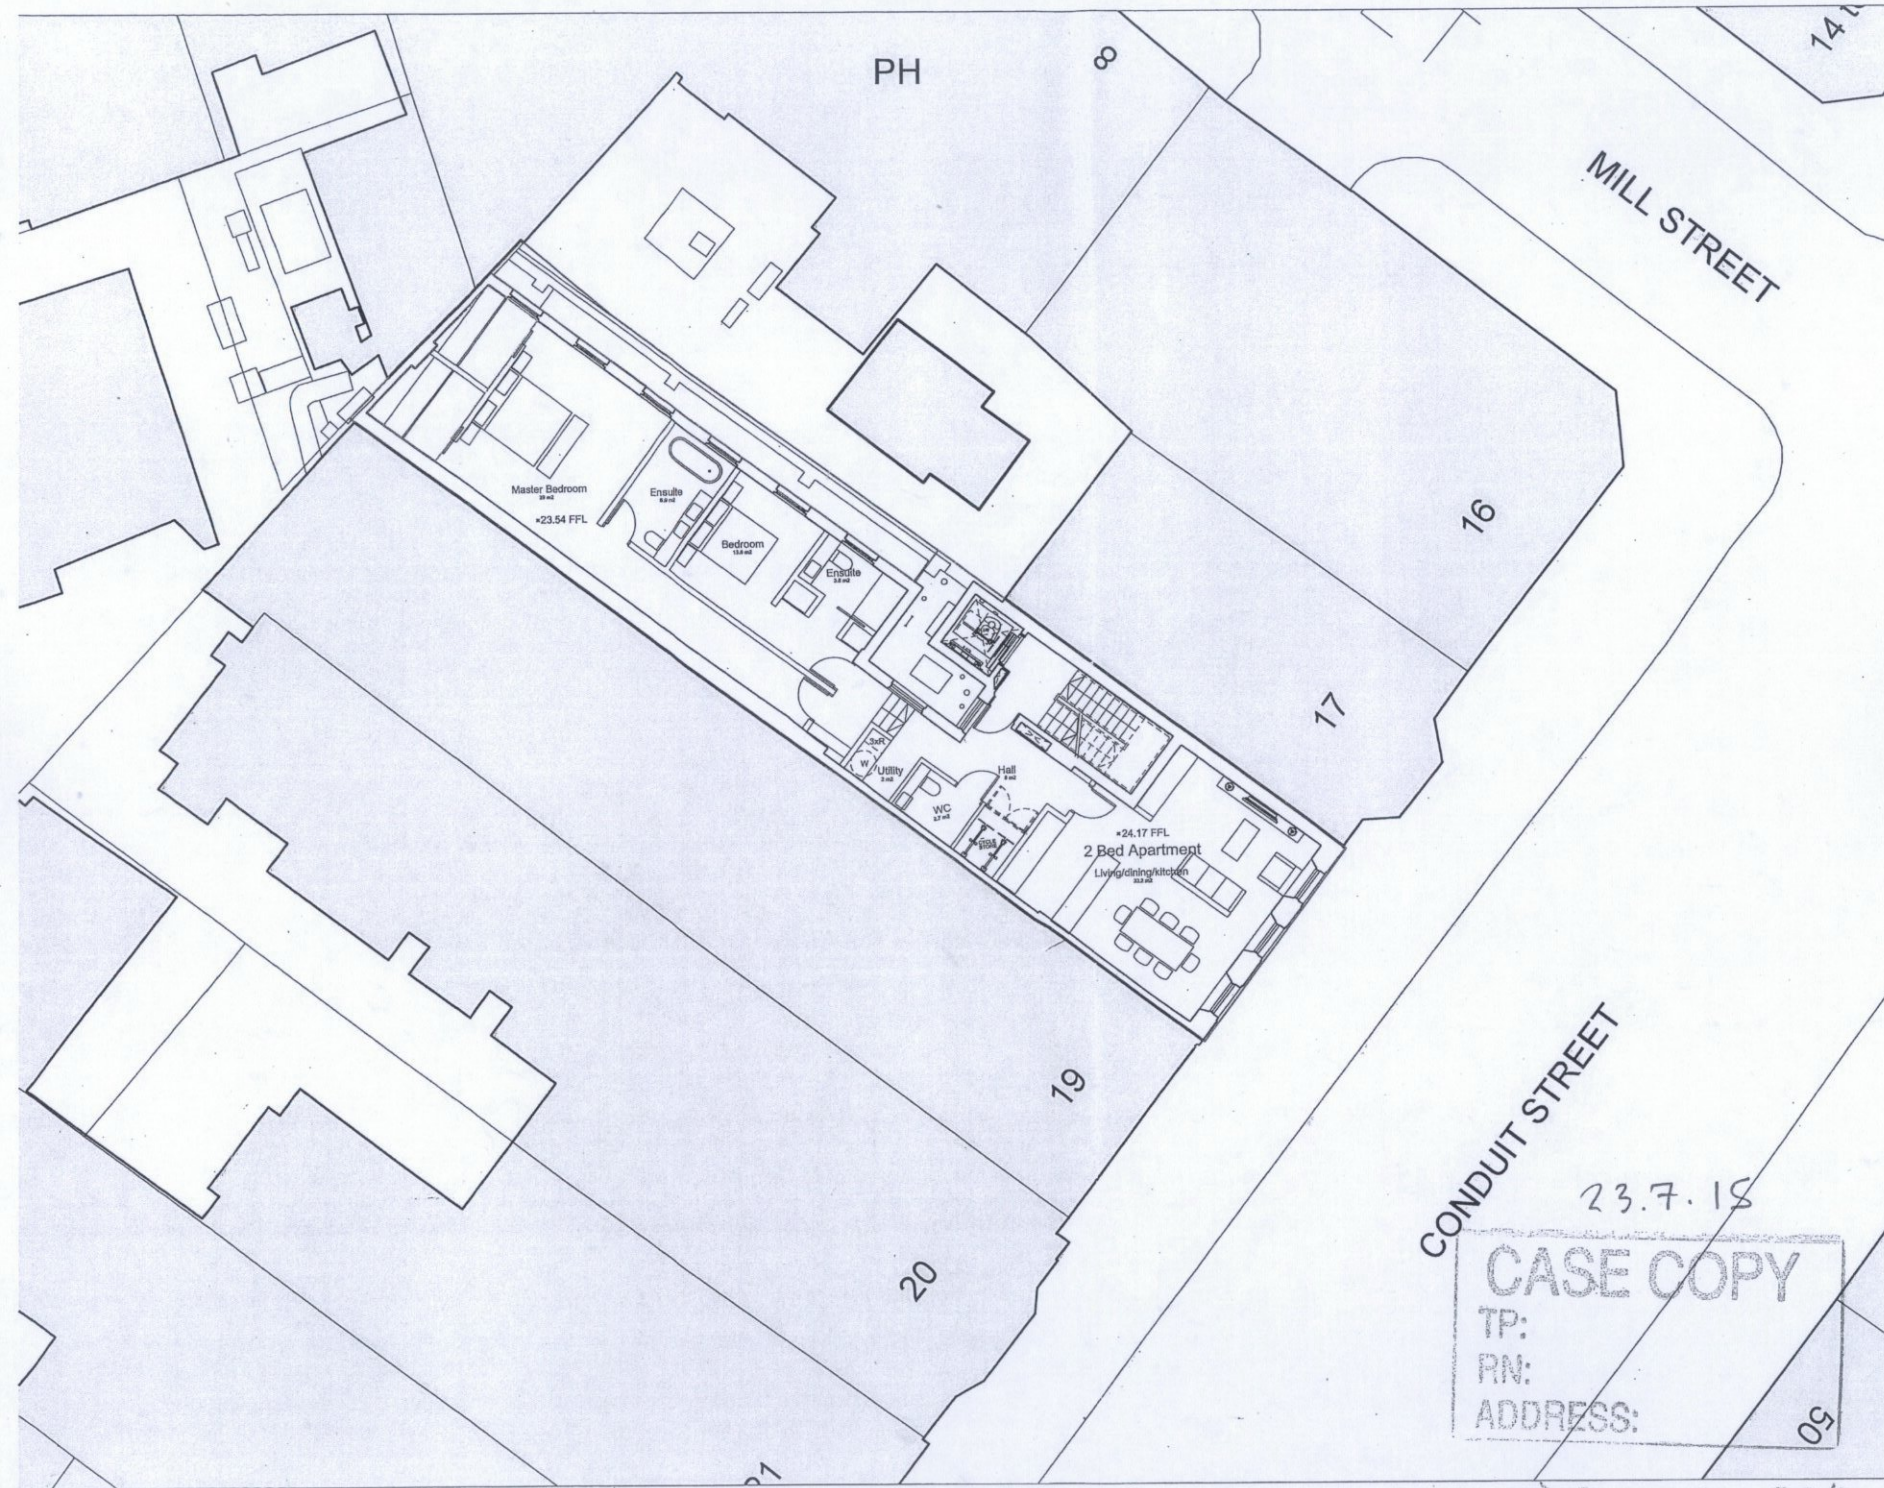 PH
8
MILL STREET
16
17
Master Bedroom
×23.54 FFL
Ensuite
Bedroom
Ensuite
3xR
W
Utility
Hall
WC
×24.17 FFL
2 Bed Apartment
Living/dining/kitchen
19
20
21
CONDUIT STREET
23.7.15
CASE COPY
TP:
RN:
ADDRESS:
50